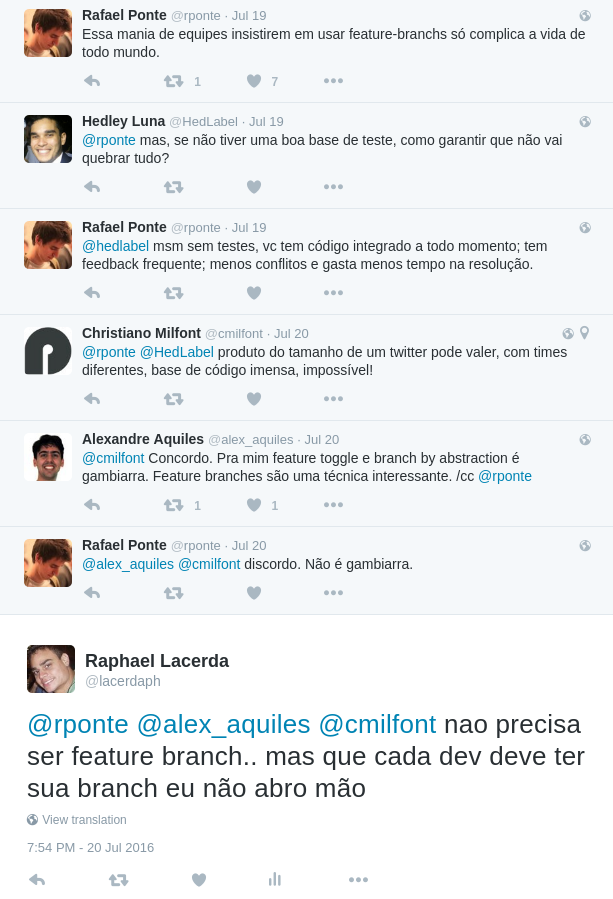 Rafael Ponte @rponte · Jul 19
Essa mania de equipes insistirem em usar feature-branchs só complica a vida de
todo mundo.
1 7
Hedley Luna @HedLabel · Jul 19
@rponte mas, se não tiver uma boa base de teste, como garantir que não vai
quebrar tudo?
Rafael Ponte @rponte · Jul 19
@hedlabel msm sem testes, vc tem código integrado a todo momento; tem
feedback frequente; menos conflitos e gasta menos tempo na resolução.
Christiano Milfont @cmilfont · Jul 20
@rponte @HedLabel produto do tamanho de um twitter pode valer, com times
diferentes, base de código imensa, impossível!
Alexandre Aquiles @alex_aquiles · Jul 20
@cmilfont Concordo. Pra mim feature toggle e branch by abstraction é
gambiarra. Feature branches são uma técnica interessante. /cc @rponte
1 1
Rafael Ponte @rponte · Jul 20
@alex_aquiles @cmilfont discordo. Não é gambiarra.
Raphael Lacerda
@lacerdaph
@rponte @alex_aquiles @cmilfont nao precisa
ser feature branch.. mas que cada dev deve ter
sua branch eu não abro mão
View translation
7:54 PM - 20 Jul 2016